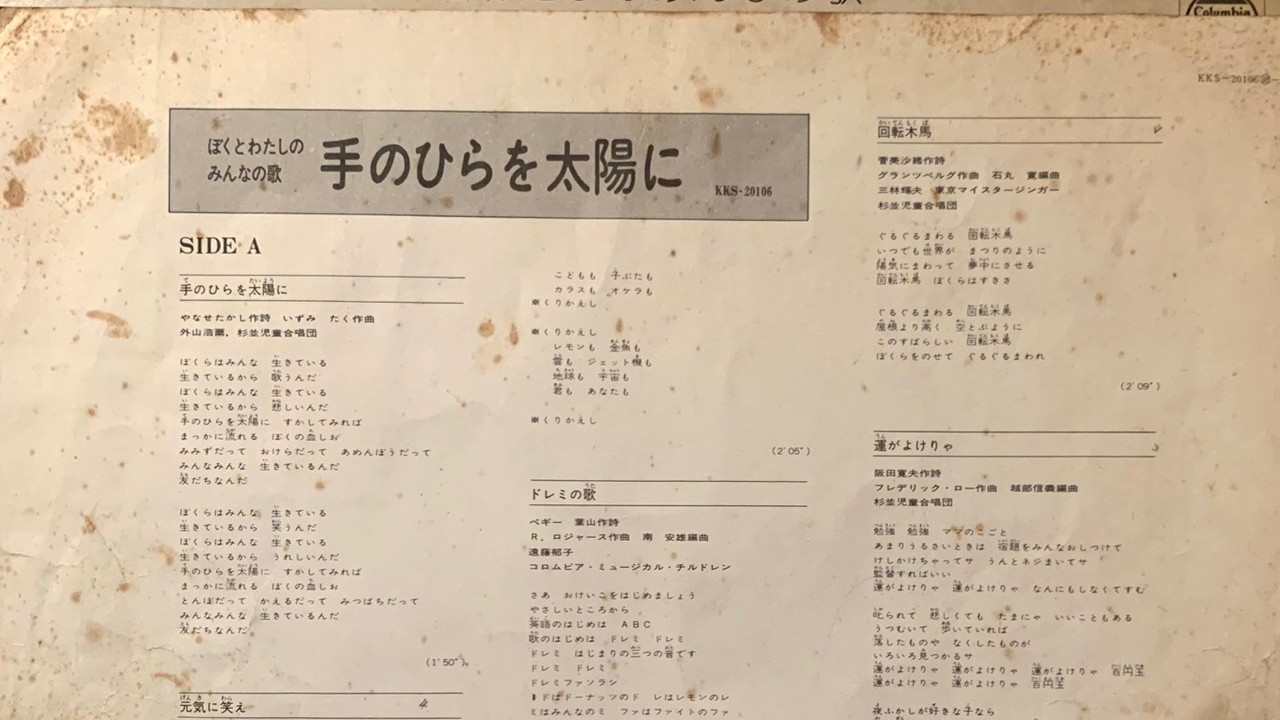 Columbia
KKS-20106
ぼくとわたしの
みんなの歌
手のひらを太陽に
KKS-20106
SIDE A
手のひらを太陽に
やなせたかし作詩 いずみ たく作曲
外山浩爾，杉並児童合唱団
ぼくらはみんな 生きている
生きているから 歌うんだ
ぼくらはみんな 生きている
生きているから 悲しいんだ
手のひらを太陽に すかしてみれば
まっかに流れる ぼくの血しお
みみずだって おけらだって あめんぼうだって
みんなみんな 生きているんだ
友だちなんだ
ぼくらはみんな 生きている
生きているから 笑うんだ
ぼくらはみんな 生きている
生きているから うれしいんだ
手のひらを太陽に すかしてみれば
まっかに流れる ぼくの血しお
とんぼだって かえるだって みつばちだって
みんなみんな 生きているんだ
友だちなんだ
(1′50″)
元気に笑え
こどもも 子ぶたも
カラスも オケラも
※くりかえし
※くりかえし
レモンも 金魚も
雲も ジェット機も
地球も 宇宙も
君も あなたも
※くりかえし
(2′05″)
ドレミの歌
ペギー 葉山作詩
R．ロジャース作曲 南 安雄編曲
遠藤郁子
コロムビア・ミュージカル・チルドレン
さあ おけいこをはじめましょう
やさしいところから
英語のはじめは ABC
歌のはじめは ドレミ ドレミ
ドレミ はじまりの三つの音です
ドレミ ドレミ
ドレミファソラシ
ドはドーナッツのド レはレモンのレ
ミはみんなのミ ファはファイトのファ
回転木馬
菅美沙緒作詩
グランツベルグ作曲 石丸 寛編曲
三林輝夫 東京マイスタージンガー
杉並児童合唱団
ぐるぐるまわる 回転木馬
いつでも世界が まつりのように
陽気にまわって 夢中にさせる
回転木馬 ぼくらはすきさ
ぐるぐるまわる 回転木馬
屋根より高く 空とぶように
このすばらしい 回転木馬
ぼくらをのせて ぐるぐるまわれ
(2′09″)
運がよけりゃ
阪田寛夫作詩
フレデリック・ロー作曲 越部信義編曲
杉並児童合唱団
勉強 勉強 ママのこごと
あまりうるさいときは 宿題をみんなおしつけて
けしかけちゃってサ うんとネジまいてサ
監督すればいい
運がよけりゃ 運がよけりゃ なんにもしなくてすむ
叱られて 悲しくても たまにゃ いいこともある
うつむいて 歩いていれば
落したものや なくしたものが
いろいろ見つかるサ
運がよけりゃ 運がよけりゃ 運がよけりゃ 百円玉
運がよけりゃ 運がよけりゃ 百円玉
夜ふかしが好きな子なら